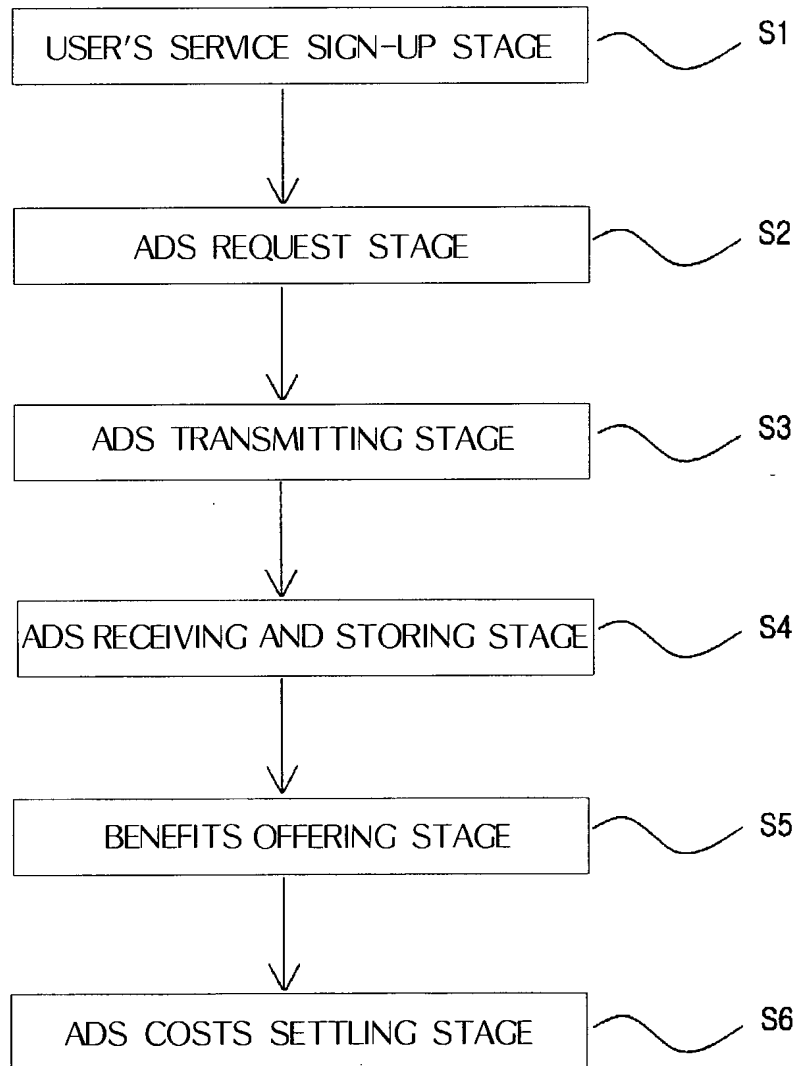 USER'S SERVICE SIGN-UP STAGE S1
ADS REQUEST STAGE S2
ADS TRANSMITTING STAGE S3
ADS RECEIVING AND STORING STAGE S4
BENEFITS OFFERING STAGE S5
ADS COSTS SETTLING STAGE S6